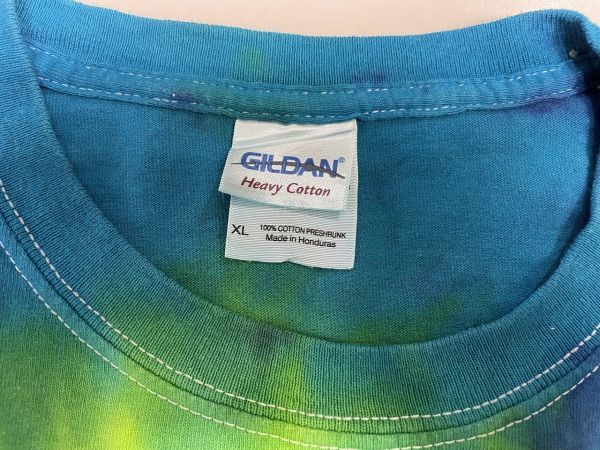 GILDAN®
Heavy Cotton
XL 100% COTTON PRESHRUNK
Made in Honduras